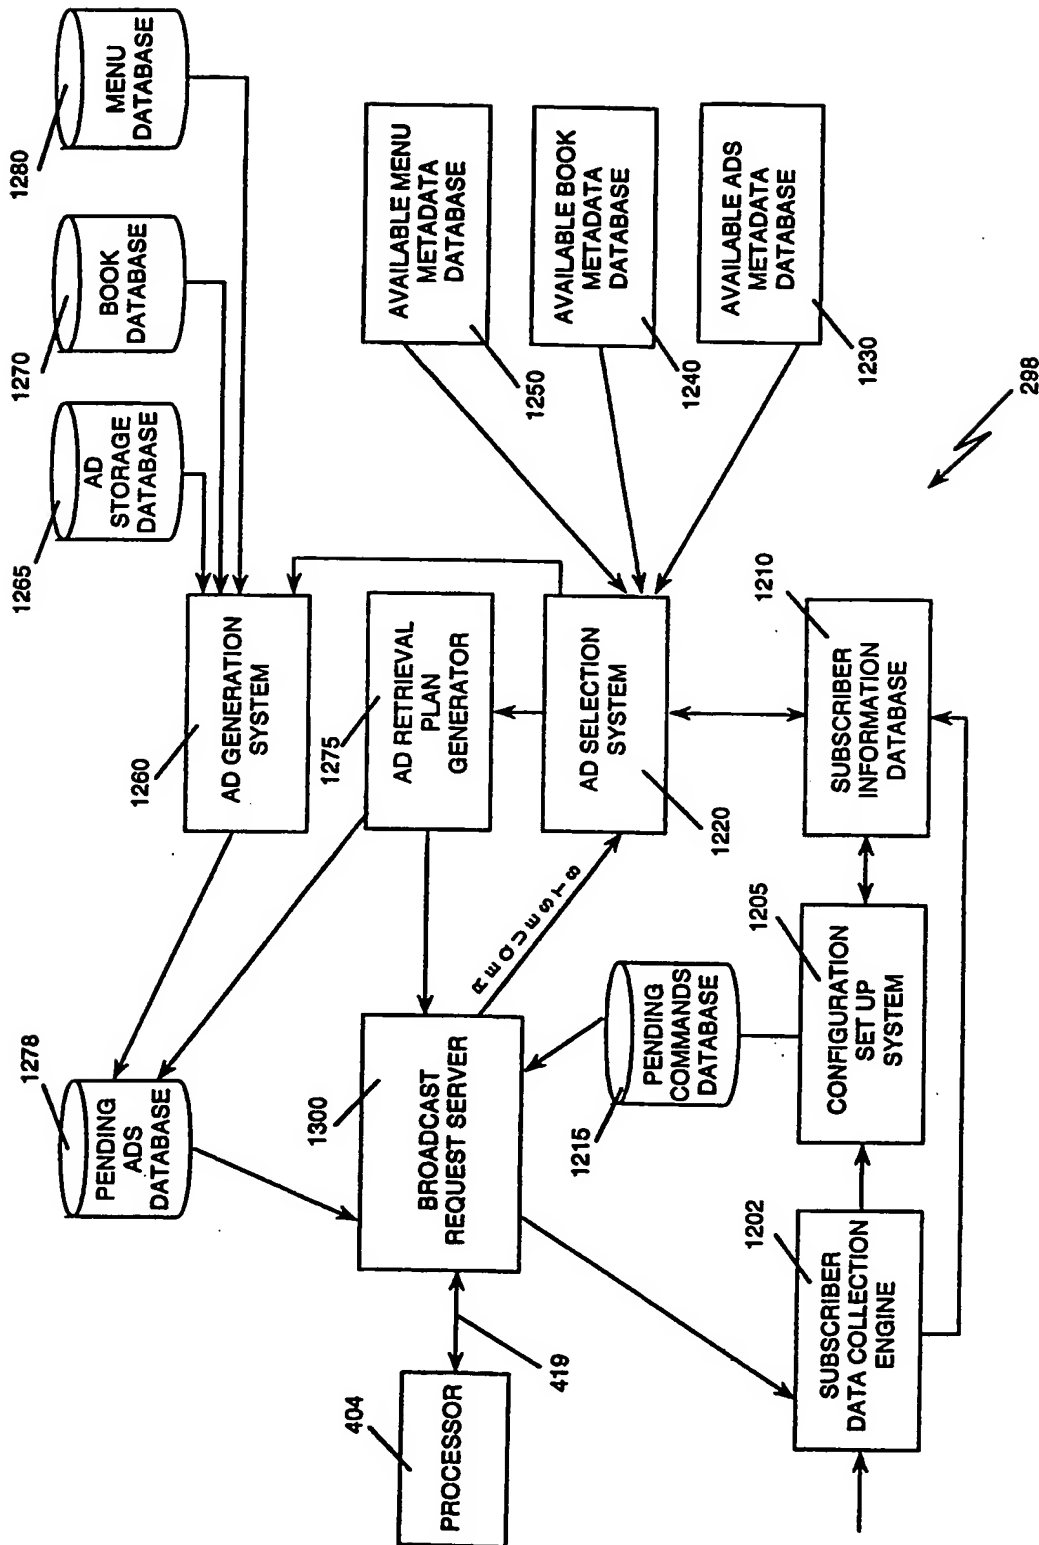 1280
MENU
DATABASE
1270
BOOK
DATABASE
1265
AD
STORAGE
DATABASE
1260
AD GENERATION
SYSTEM
1278
PENDING
ADS
DATABASE
AVAILABLE MENU
METADATA
DATABASE
1250
AVAILABLE BOOK
METADATA
DATABASE
1240
AVAILABLE ADS
METADATA
DATABASE
1230
1275
AD RETRIEVAL
PLAN
GENERATOR
AD SELECTION
SYSTEM
1220
REQUESTS
1300
BROADCAST
REQUEST SERVER
404
PROCESSOR
419
1215
PENDING
COMMANDS
DATABASE
1210
SUBSCRIBER
INFORMATION
DATABASE
1205
CONFIGURATION
SET UP
SYSTEM
1202
SUBSCRIBER
DATA COLLECTION
ENGINE
298